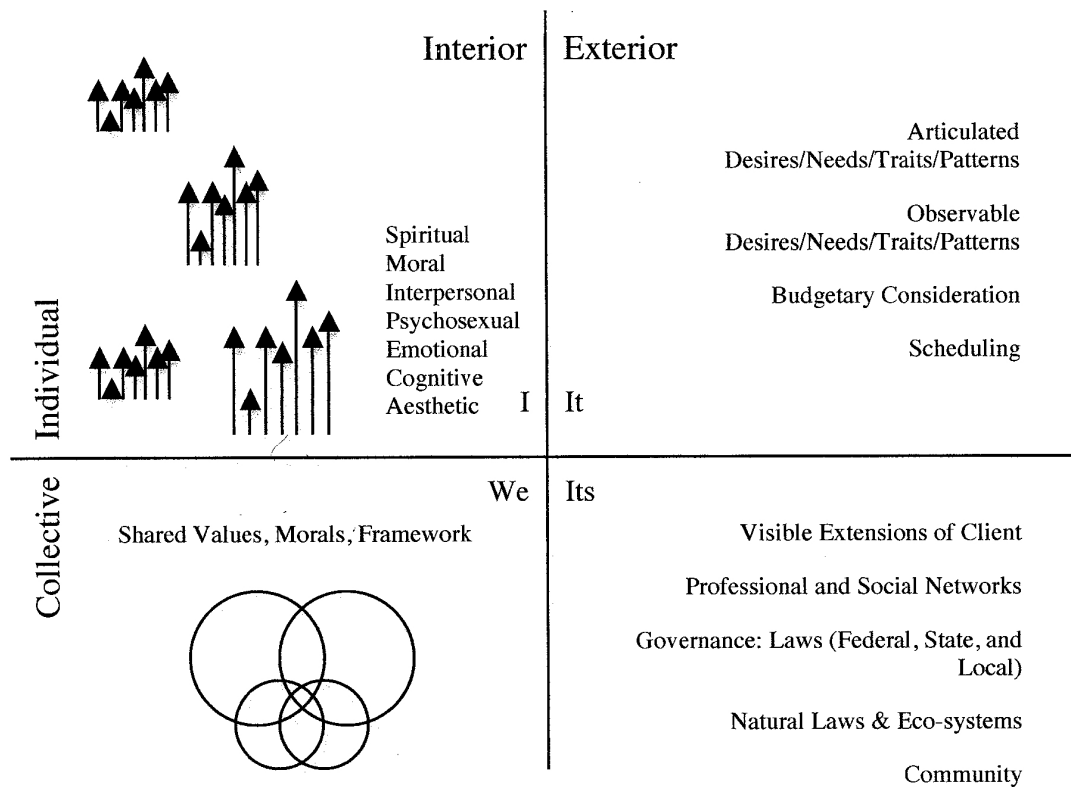 Interior
Exterior
Individual
Spiritual
Moral
Interpersonal
Psychosexual
Emotional
Cognitive
Aesthetic
I
It
Articulated
Desires/Needs/Traits/Patterns
Observable
Desires/Needs/Traits/Patterns
Budgetary Consideration
Scheduling
Collective
We
Its
Shared Values, Morals, Framework
Visible Extensions of Client
Professional and Social Networks
Governance: Laws (Federal, State, and
Local)
Natural Laws & Eco-systems
Community